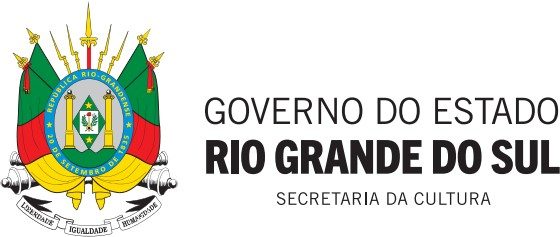 REPÚBLICA RIO-GRANDENSE
20 DE SETEMBRO DE 1835
LIBERDADE IGUALDADE HUMANIDADE
GOVERNO DO ESTADO
RIO GRANDE DO SUL
SECRETARIA DA CULTURA